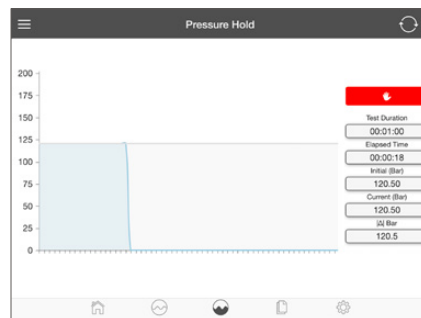 Pressure Hold
200
175
150
125
100
75
50
25
0
Test Duration
00:01:00
Elapsed Time
00:00:18
Initial (Bar)
120.50
Current (Bar)
120.50
|Δ| Bar
120.5